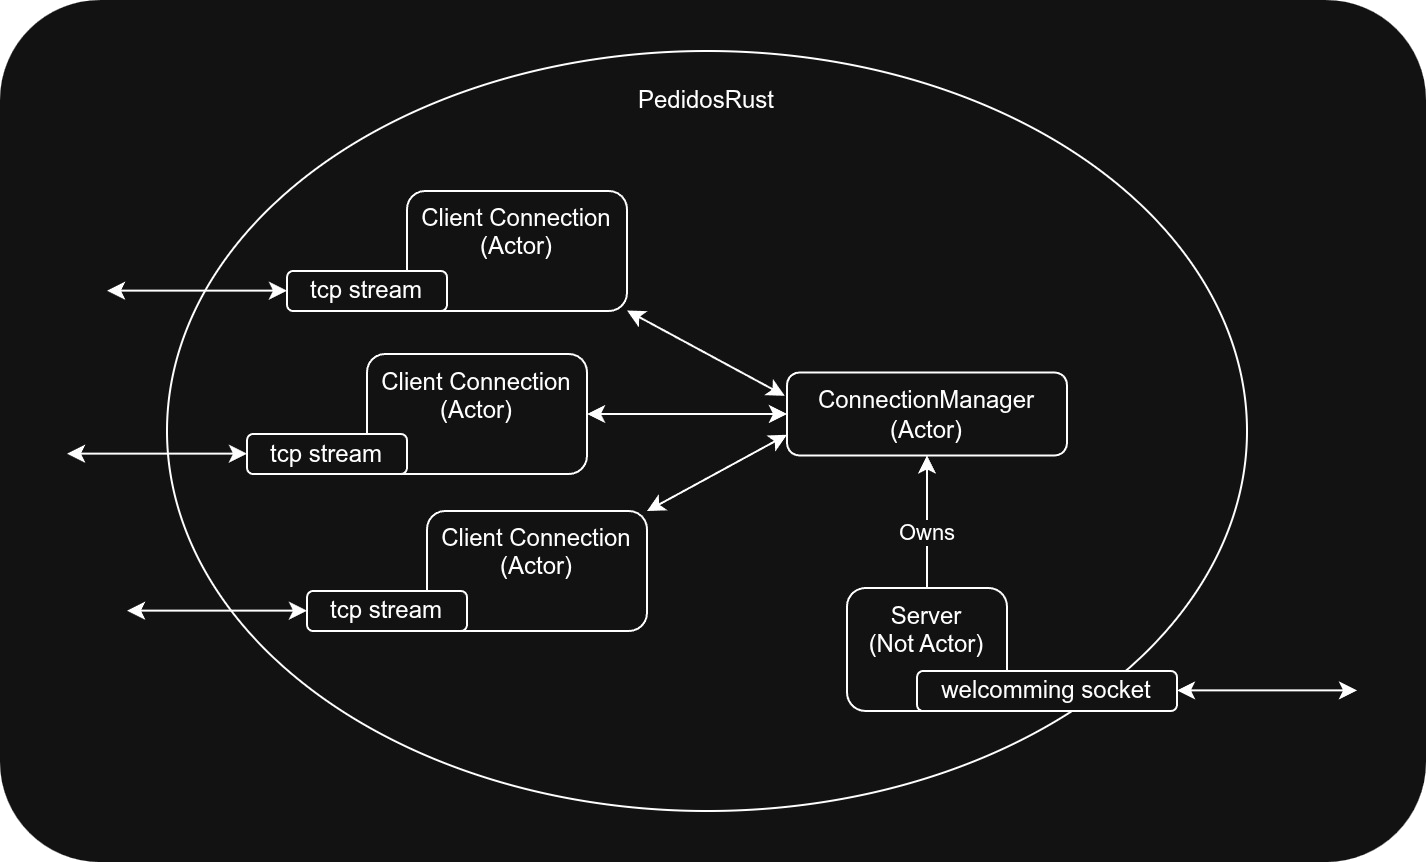 PedidosRust
Client Connection
(Actor)
tcp stream
Client Connection
(Actor)
tcp stream
ConnectionManager
(Actor)
Client Connection
(Actor)
tcp stream
Owns
Server
(Not Actor)
welcomming socket